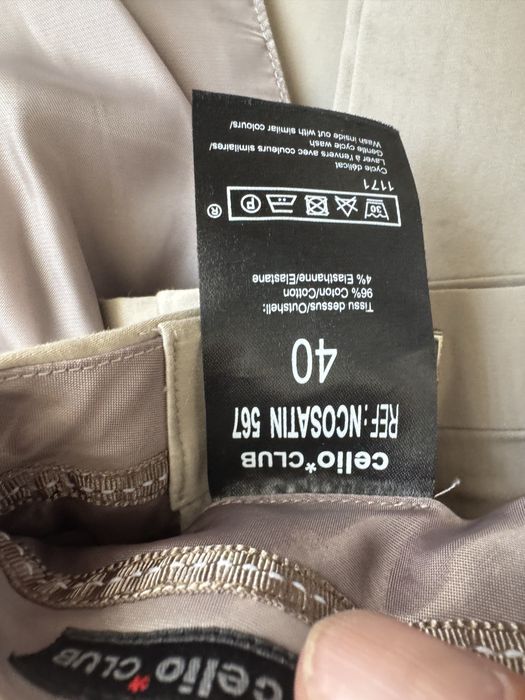 celio* CLUB
REF: NCOSATIN 567
40
Tissu dessus/Outshell:
96% Coton/Cotton
4% Elasthanne/Elastane
30 P ®
1171
Cycle délicat
Laver à l'envers avec couleurs similaires/
Gentle cycle wash
Wash inside out with similar colours/
celio* CLUB